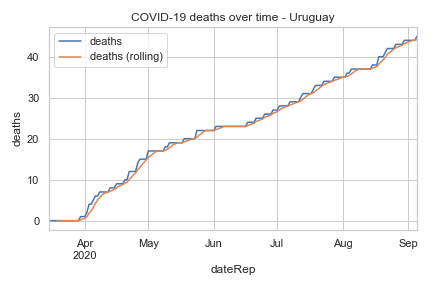 COVID-19 deaths over time - Uruguay
deaths
deaths (rolling)
deaths
40
30
20
10
0
Apr
2020
May
Jun
Jul
Aug
Sep
dateRep